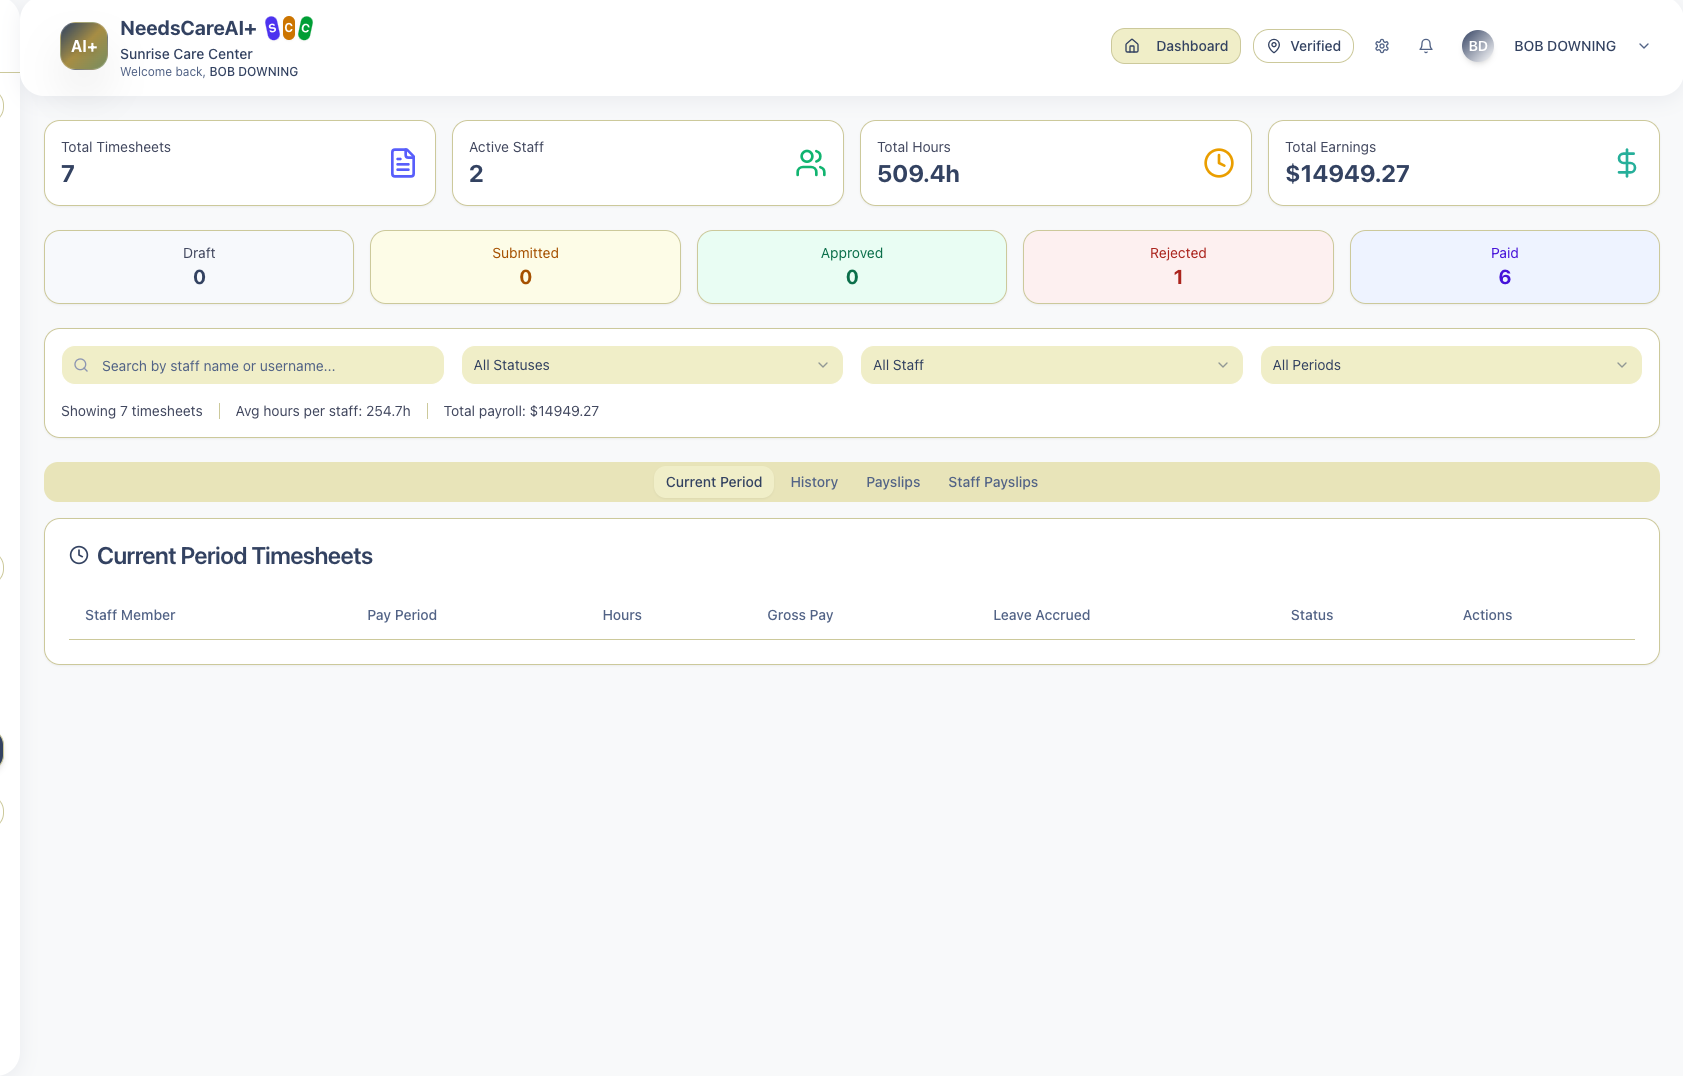 AI+
NeedsCareAI+ S C C
Sunrise Care Center
Welcome back, BOB DOWNING
Dashboard
Verified
BD
BOB DOWNING
Total Timesheets
7
Active Staff
2
Total Hours
509.4h
Total Earnings
$14949.27
Draft
0
Submitted
0
Approved
0
Rejected
1
Paid
6
Search by staff name or username...
All Statuses
All Staff
All Periods
Showing 7 timesheets
Avg hours per staff: 254.7h
Total payroll: $14949.27
Current Period
History
Payslips
Staff Payslips
Current Period Timesheets
Staff Member
Pay Period
Hours
Gross Pay
Leave Accrued
Status
Actions